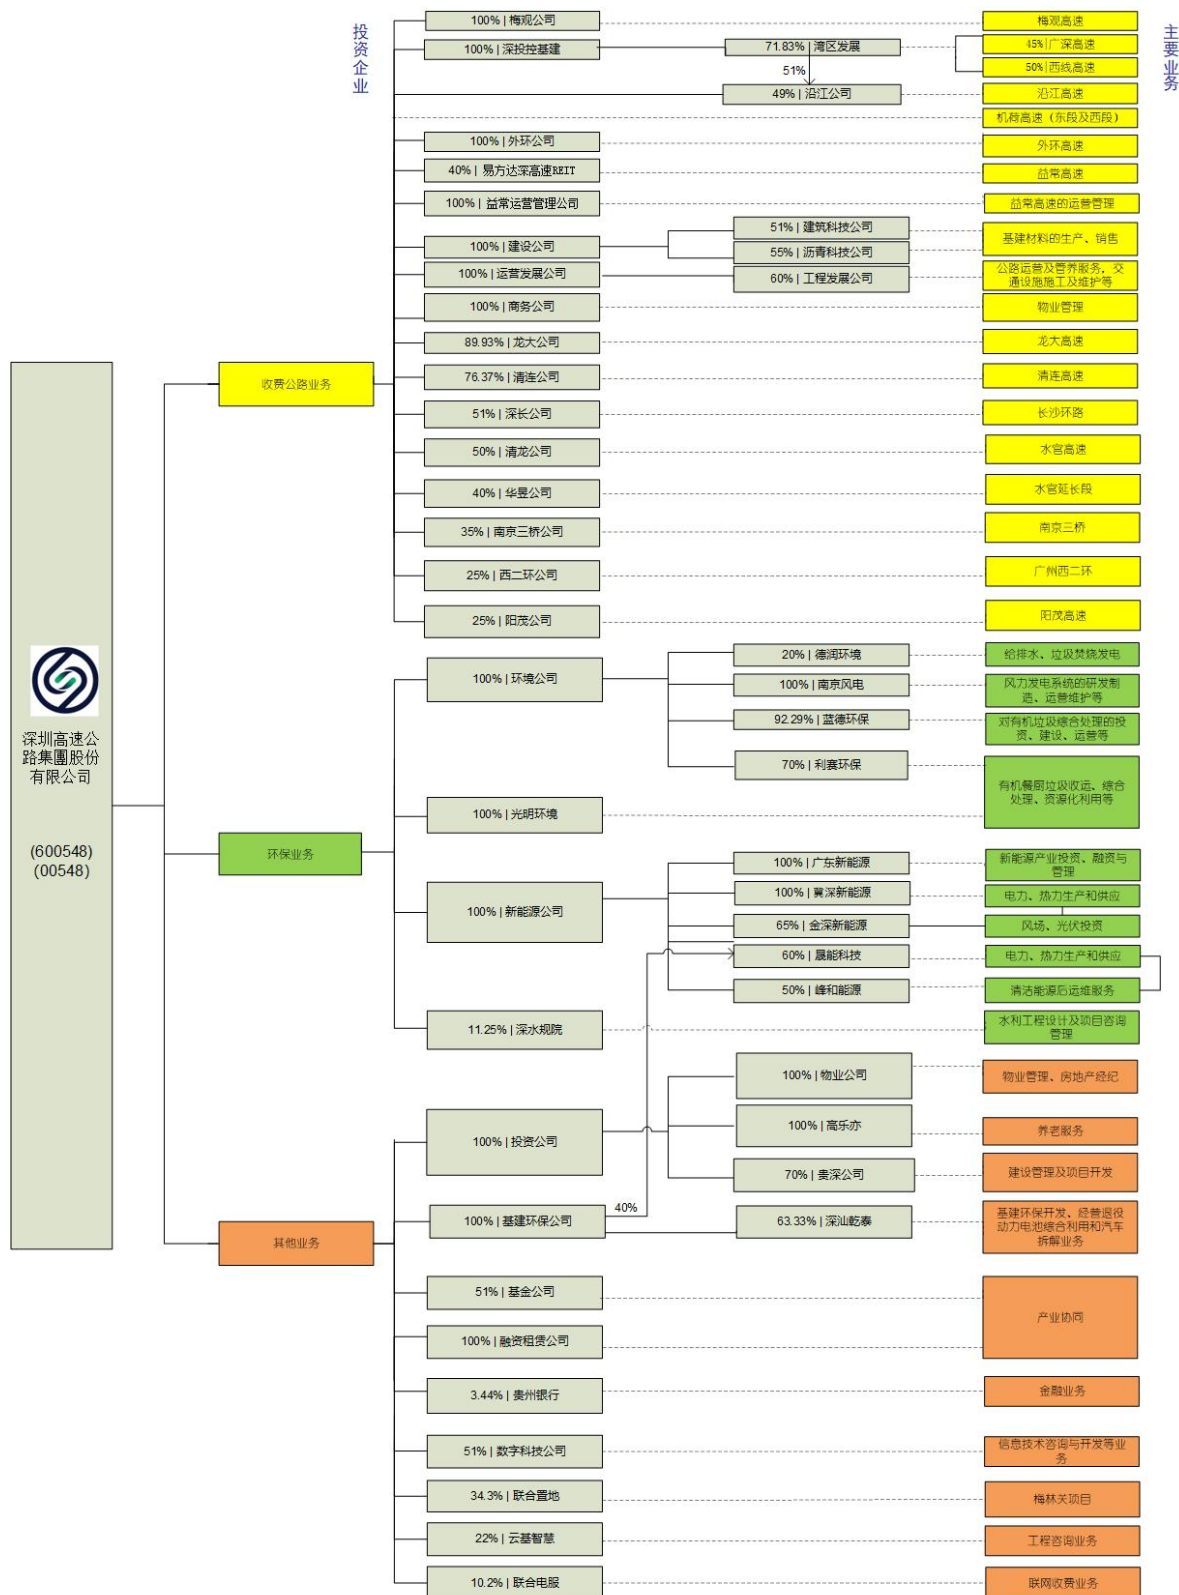 投资企业
主要业务
100% | 梅观公司
梅观高速
100% | 深投控基建
71.83% | 湾区发展
45%|广深高速
50%|西线高速
51%
49% | 沿江公司
沿江高速
机荷高速（东段及西段）
100% | 外环公司
外环高速
40% | 易方达深高速REIT
益常高速
100% | 益常运营管理公司
益常高速的运营管理
100% | 建设公司
51% | 建筑科技公司
55% | 沥青科技公司
基建材料的生产、销售
100% | 运营发展公司
60% | 工程发展公司
公路运营及管养服务，交
通设施施工及维护等
100% | 商务公司
物业管理
89.93% | 龙大公司
龙大高速
收费公路业务
76.37% | 清连公司
清连高速
51% | 深长公司
长沙环路
50% | 清龙公司
水官高速
40% | 华昱公司
水官延长段
35% | 南京三桥公司
南京三桥
25% | 西二环公司
广州西二环
25% | 阳茂公司
阳茂高速
深圳高速公
路集團股份
有限公司
(600548)
(00548)
环保业务
100% | 环境公司
20% | 德润环境
给排水、垃圾焚烧发电
100% | 南京风电
风力发电系统的研发制
造、运营维护等
92.29% | 蓝德环保
对有机垃圾综合处理的投
资、建设、运营等
70% | 利赛环保
有机餐厨垃圾收运、综合
处理、资源化利用等
100% | 光明环境
100% | 新能源公司
100% | 广东新能源
新能源产业投资、融资与
管理
100% | 冀深新能源
电力、热力生产和供应
65% | 金深新能源
风场、光伏投资
60% | 晟能科技
电力、热力生产和供应
50% | 峰和能源
清洁能源后运维服务
11.25% | 深水规院
水利工程设计及项目咨询
管理
其他业务
100% | 投资公司
100% | 物业公司
物业管理、房地产经纪
100% | 高乐亦
养老服务
70% | 贵深公司
建设管理及项目开发
100% | 基建环保公司
40%
63.33% | 深汕乾泰
基建环保开发、经营退役
动力电池综合利用和汽车
拆解业务
51% | 基金公司
产业协同
100% | 融资租赁公司
3.44% | 贵州银行
金融业务
51% | 数字科技公司
信息技术咨询与开发等业
务
34.3% | 联合置地
梅林关项目
22% | 云基智慧
工程咨询业务
10.2% | 联合电服
联网收费业务